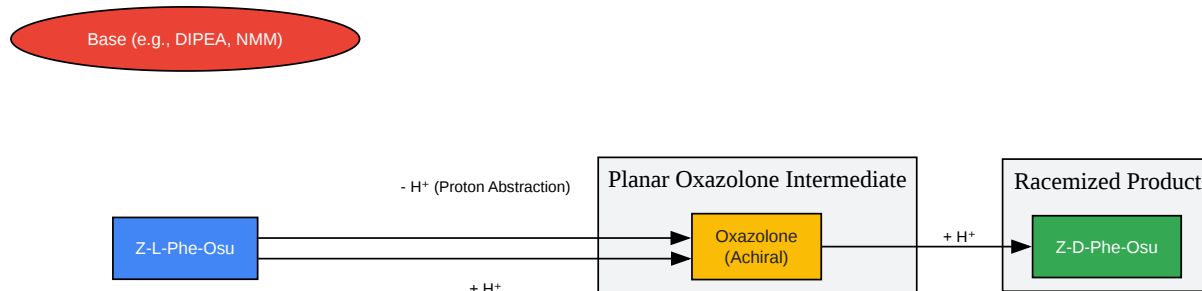 Base (e.g., DIPEA, NMM)
- H⁺ (Proton Abstraction)
Planar Oxazolone Intermediate
Racemized Product
Z-L-Phe-Osu
Oxazolone
(Achiral)
+ H⁺
Z-D-Phe-Osu
+ H⁺